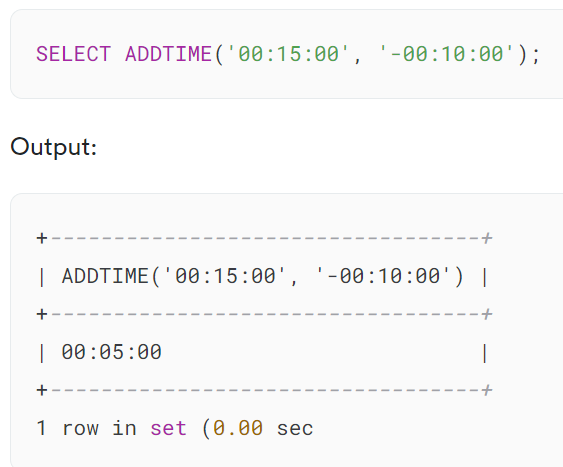 SELECT ADDTIME('00:15:00', '-00:10:00');
Output:
+----------------------------------+
| ADDTIME('00:15:00', '-00:10:00') |
+----------------------------------+
| 00:05:00                         |
+----------------------------------+
1 row in set (0.00 sec